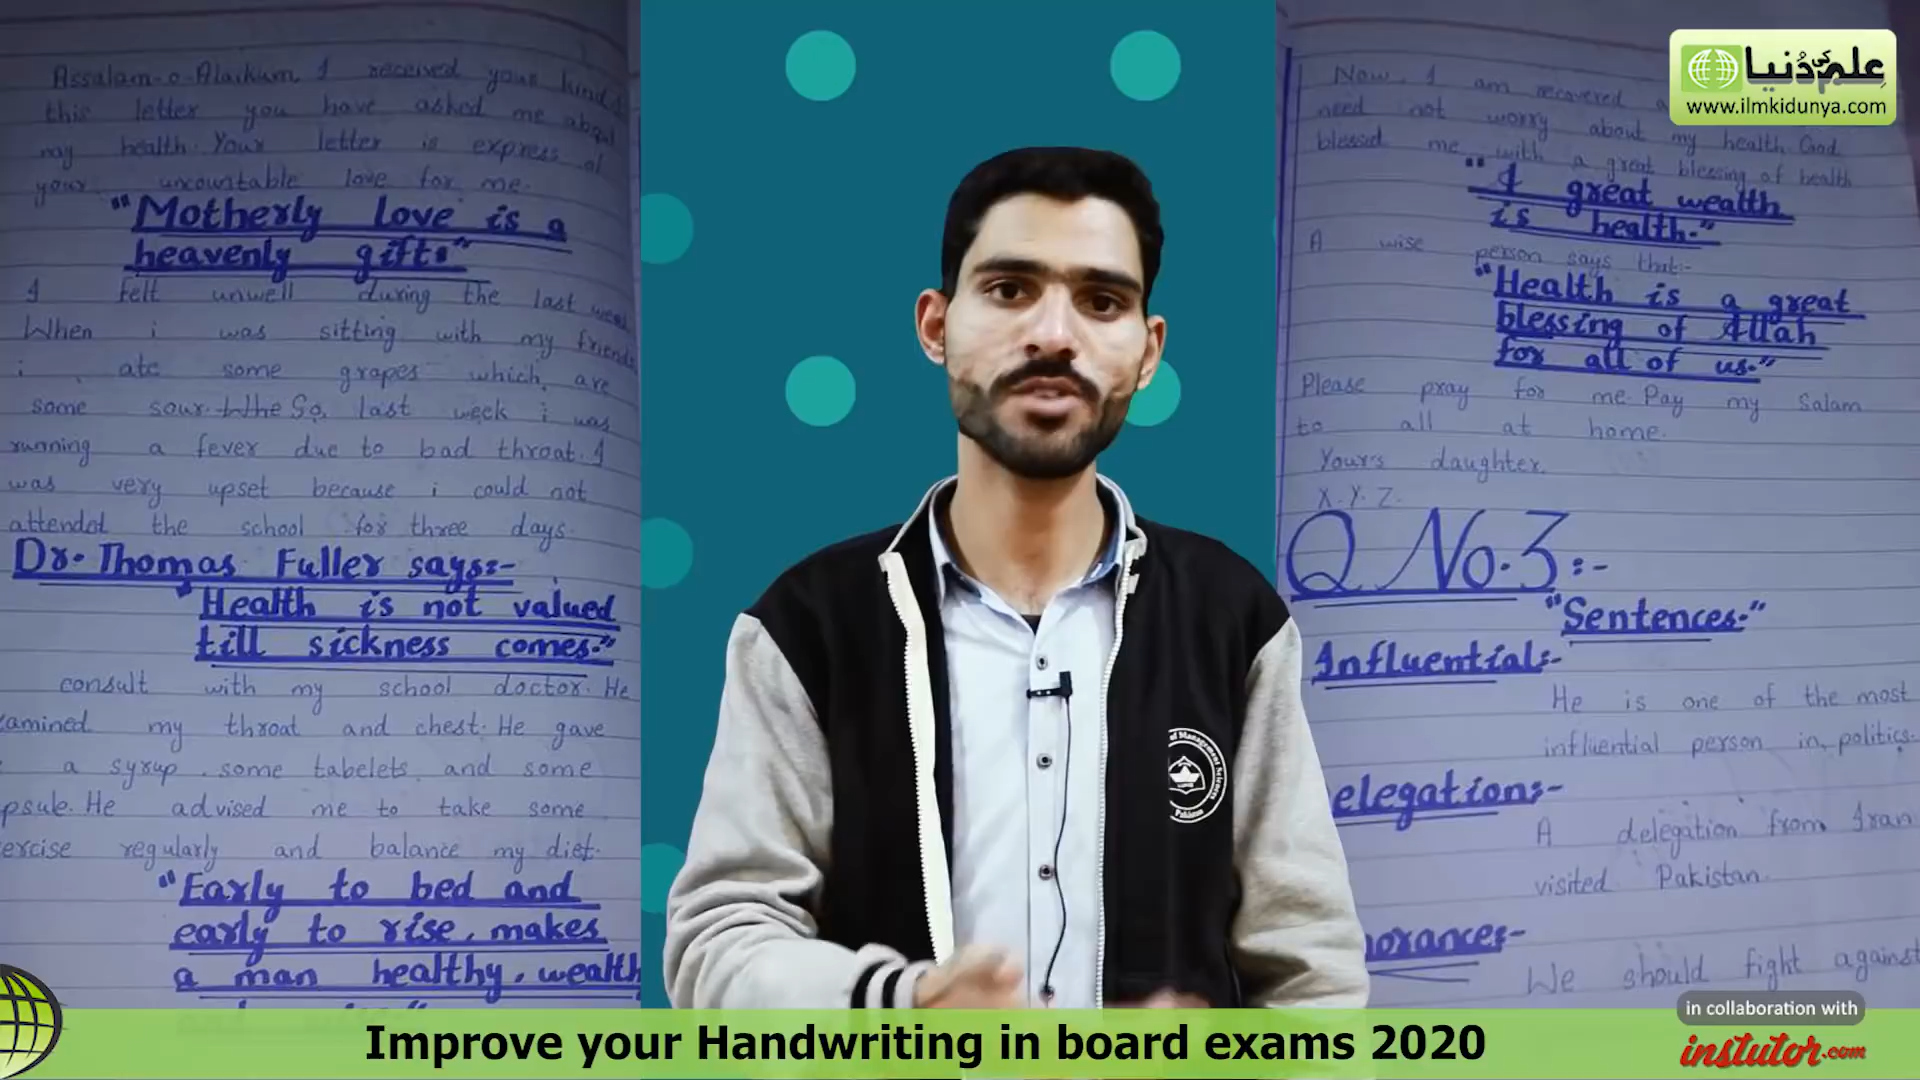 Assalam-o-Alaikum I received your kind
this letter you have asked me about
my health. Your letter is express of
your uncountable love for me.
"Motherly love is a
heavenly gift."
I felt unwell during the last week
When i was sitting with my friends
i ate some grapes which are
some sour. So, last week i was
running a fever due to bad throat. I
was very upset because i could not
attended the school for three days.
Dr. Thomas Fuller says:-
"Health is not valued
till sickness comes."
consult with my school doctor. He
amined my throat and chest. He gave
a syrup, some tabelets, and some
psule. He advised me to take some
ercise regularly and balance my diet.
"Early to bed and
early to rise, makes
a man healthy, wealth
Now, I am recovered
need not worry about my health. God
blessed me with a great blessing of health
"I great wealth
is health."
A wise person says that:-
"Health is a great
blessing of Allah
for all of us."
Please pray for me. Pay my Salam
to all at home.
Your's daughter
X.Y.Z.
Q No.3:-
"Sentences."
Influential:-
He is one of the most
influential person in politics.
elegation:-
A delegation from Iran
visited Pakistan.
norance:-
We should fight against
علم کی دُنیا
www.ilmkidunya.com
of Management Sciences
Pakistan
in collaboration with
instutor.com
Improve your Handwriting in board exams 2020